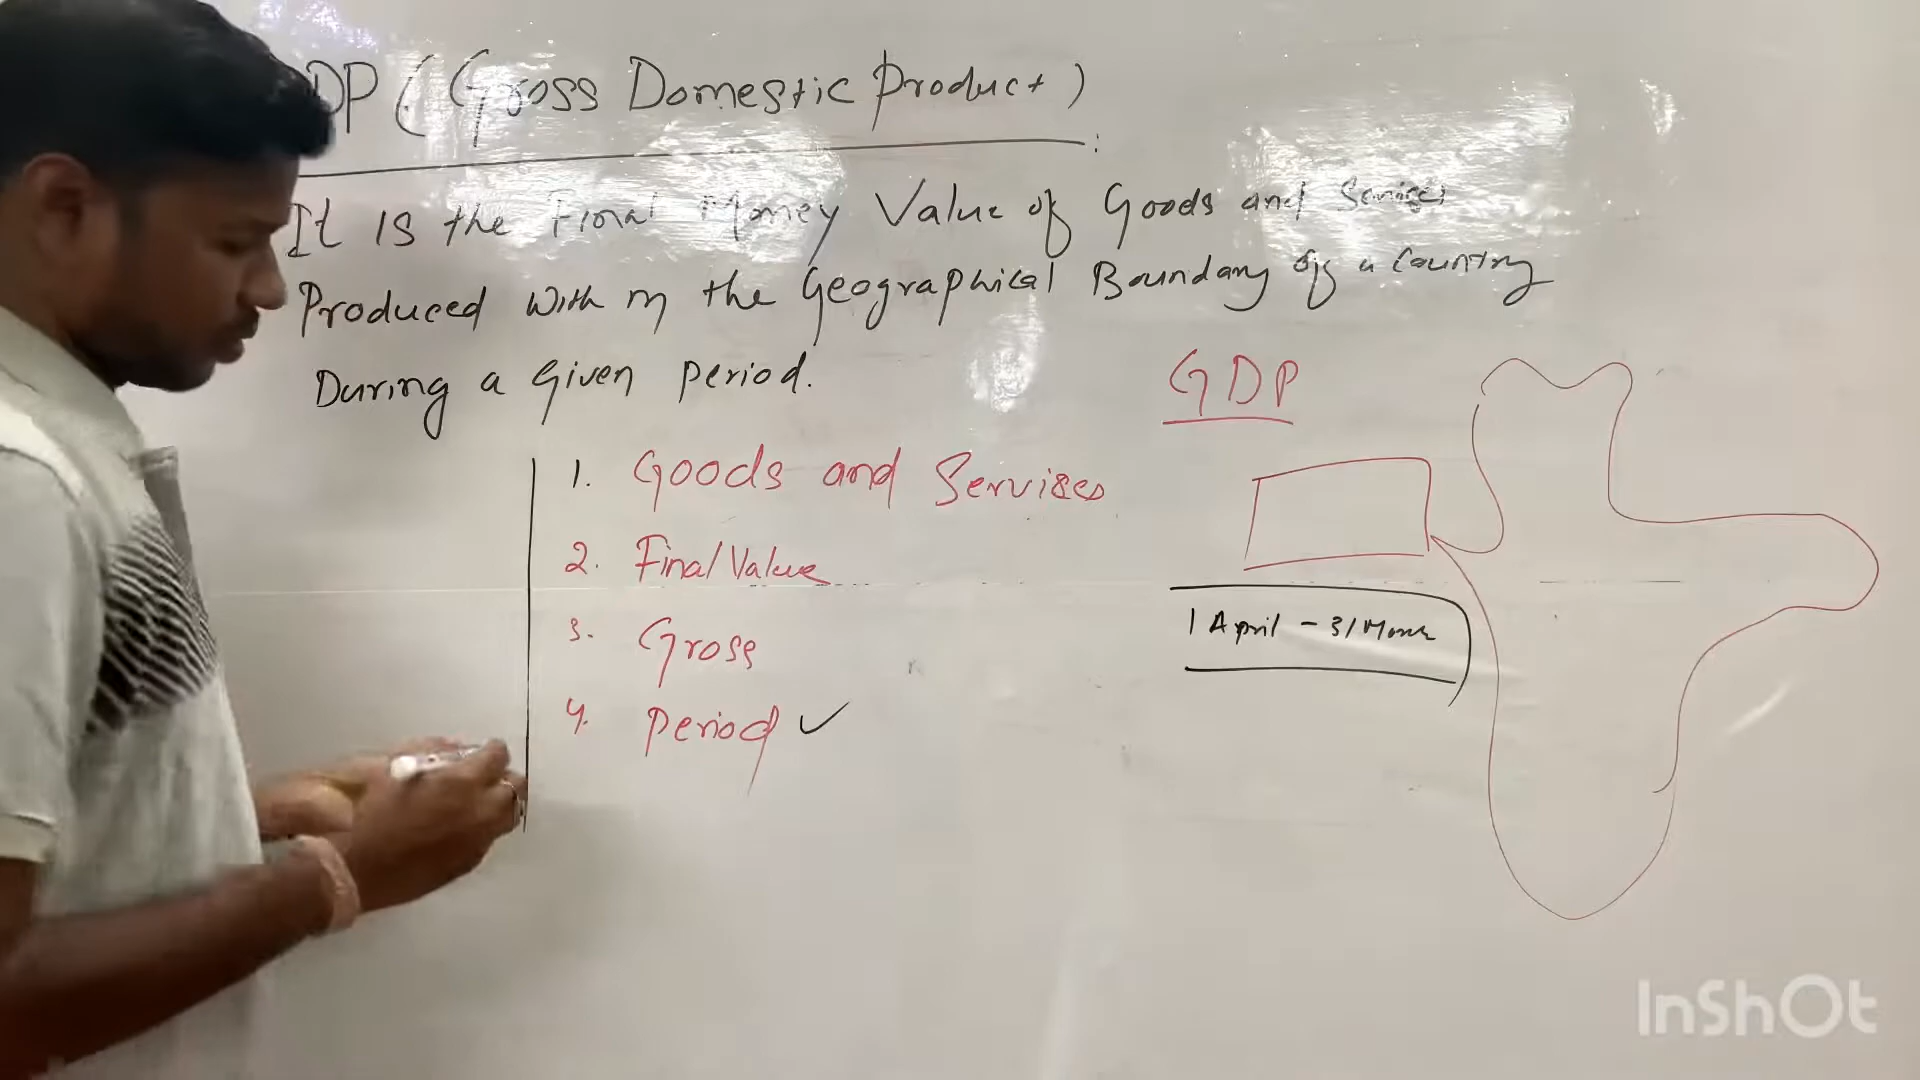 DP (Gross Domestic Product) :
It is the Final Money Value of Goods and Services
Produced with in the Geographical Boundary of a Country
During a Given Period.
GDP
1. Goods and Services
2. Final Value
3. Gross
4. Period ✓
1 April - 31 March
InShOt